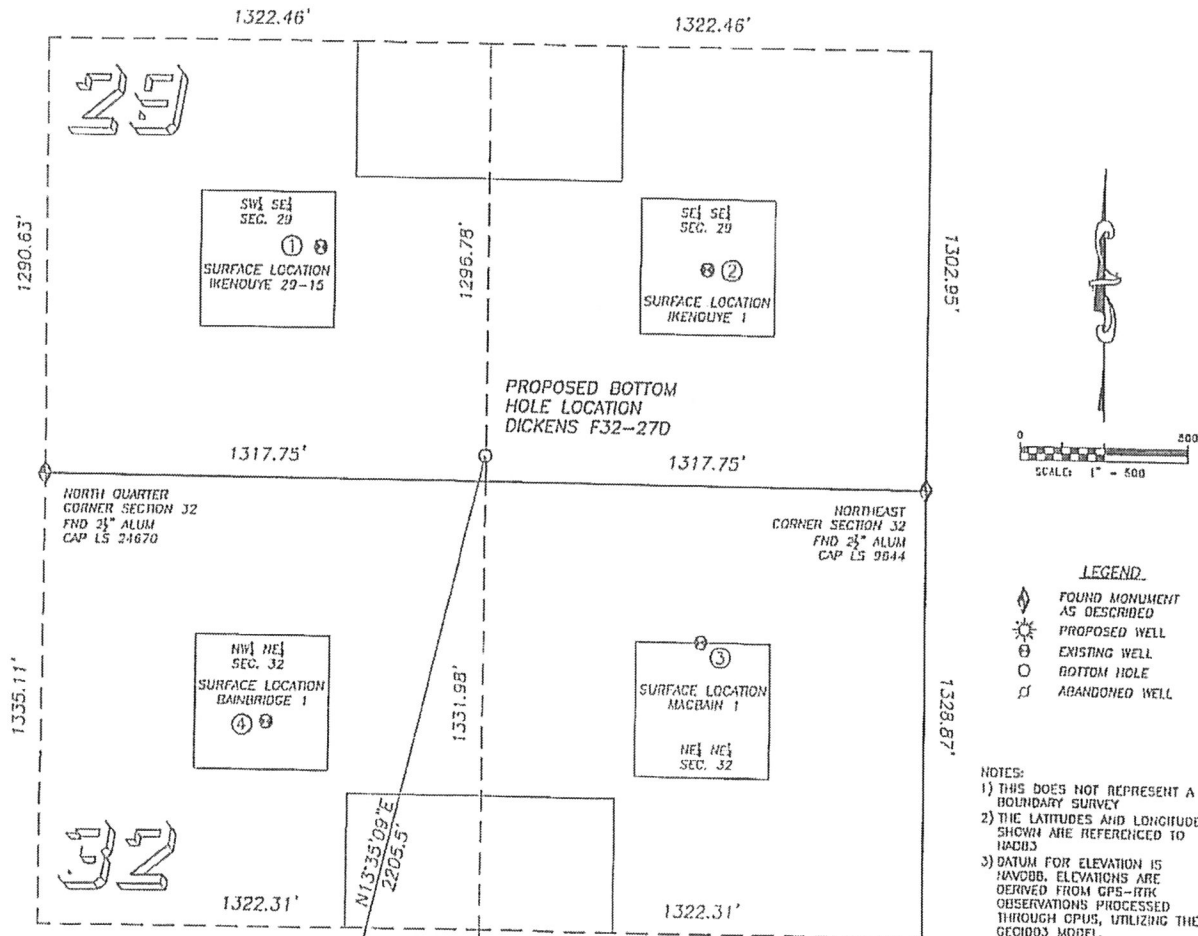 1322.46'
1322.46'
29
1290.63'
1296.78'
1302.95'
SW¼ SE¼
SEC. 29
①
SURFACE LOCATION
IKENOUYE 29-15
SE¼ SE¼
SEC. 29
②
SURFACE LOCATION
IKENOUYE 1
PROPOSED BOTTOM
HOLE LOCATION
DICKENS F32-27D
1317.75'
1317.75'
NORTH QUARTER
CORNER SECTION 32
FND 2½" ALUM
CAP LS 24670
NORTHEAST
CORNER SECTION 32
FND 2½" ALUM
CAP LS 9644
1335.11'
1331.98'
1328.87'
NW¼ NE¼
SEC. 32
SURFACE LOCATION
BAINBRIDGE 1
④
③
SURFACE LOCATION
MACBAIN 1
NE¼ NE¼
SEC. 32
32
N13°35'09"E
2205.5'
1322.31'
1322.31'
0
SCALE: 1" = 500
LEGEND
FOUND MONUMENT
AS DESCRIBED
PROPOSED WELL
EXISTING WELL
BOTTOM HOLE
ABANDONED WELL
NOTES:
1) THIS DOES NOT REPRESENT A
BOUNDARY SURVEY
2) THE LATITUDES AND LONGITUDE
SHOWN ARE REFERENCED TO
NAD83
3) DATUM FOR ELEVATION IS
NAVD88. ELEVATIONS ARE
DERIVED FROM GPS-RTK
OBSERVATIONS PROCESSED
THROUGH OPUS, UTILIZING THE
GEOID03 MODEL.